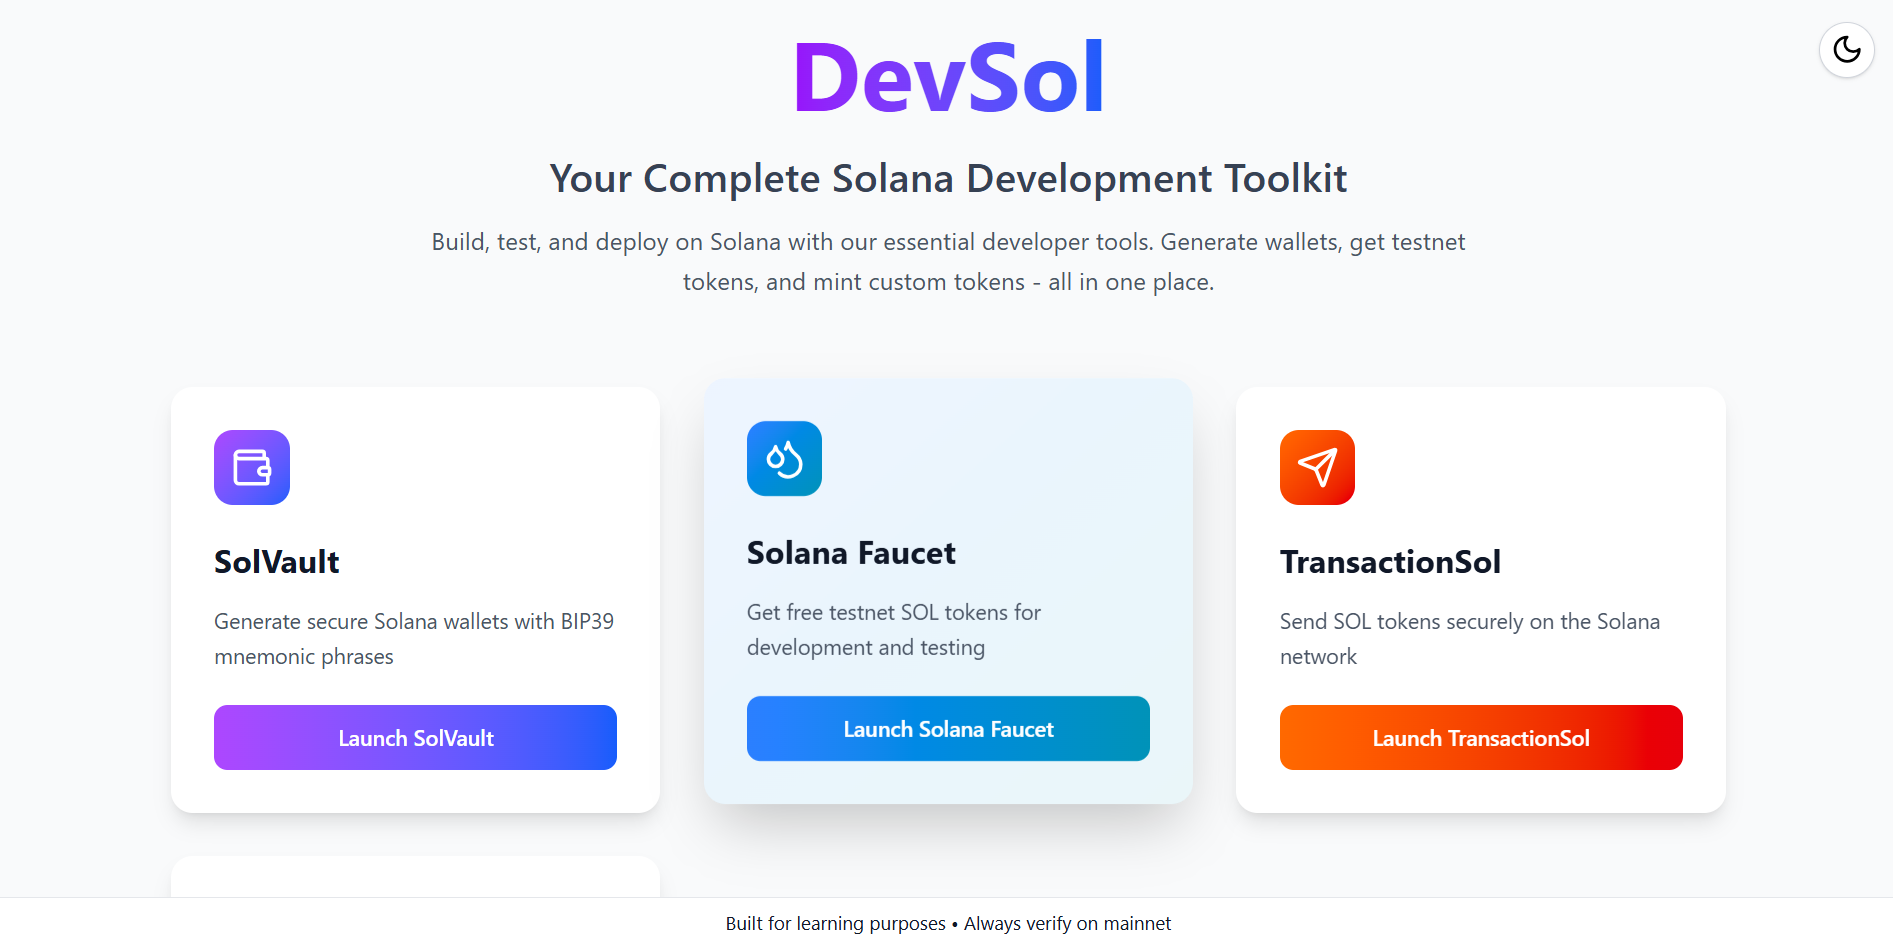 DevSol
Your Complete Solana Development Toolkit
Build, test, and deploy on Solana with our essential developer tools. Generate wallets, get testnet
tokens, and mint custom tokens - all in one place.
SolVault
Generate secure Solana wallets with BIP39
mnemonic phrases
Launch SolVault
Solana Faucet
Get free testnet SOL tokens for
development and testing
Launch Solana Faucet
TransactionSol
Send SOL tokens securely on the Solana
network
Launch TransactionSol
Built for learning purposes • Always verify on mainnet